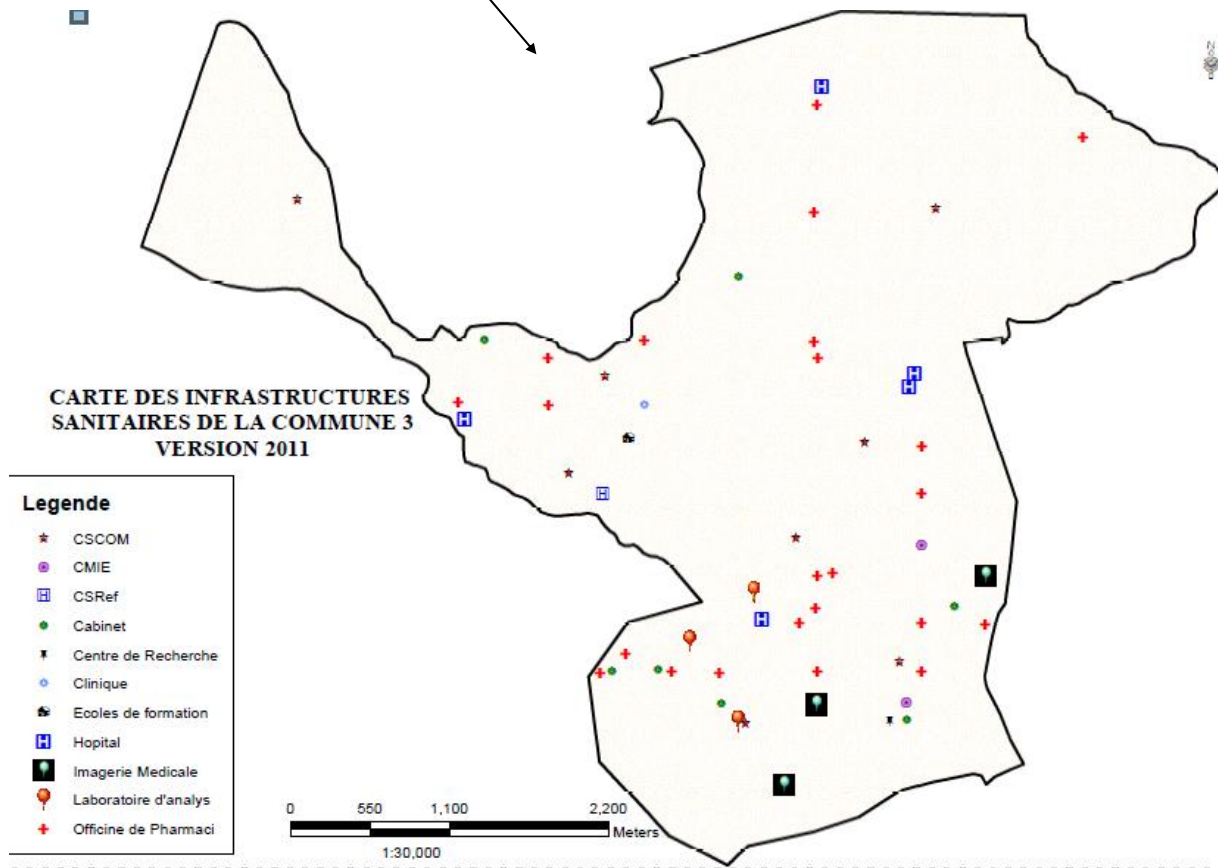 N
CARTE DES INFRASTRUCTURES
SANITAIRES DE LA COMMUNE 3
VERSION 2011
Legende
CSCOM
CMIE
CSRef
Cabinet
Centre de Recherche
Clinique
Ecoles de formation
Hopital
Imagerie Medicale
Laboratoire d'analys
Officine de Pharmaci
0 550 1,100 2,200
Meters
1:30,000